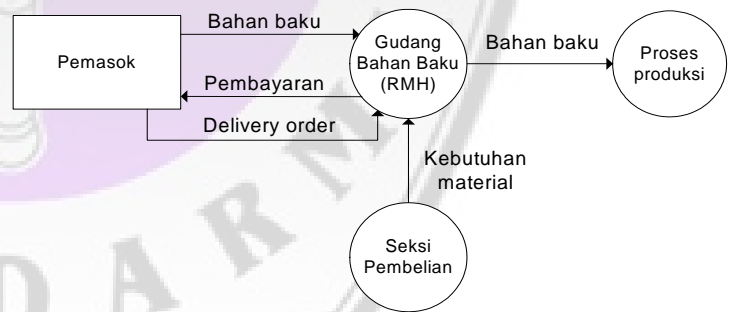 Bahan baku
Pemasok
Gudang
Bahan Baku
(RMH)
Bahan baku
Proses
produksi
Pembayaran
Delivery order
Kebutuhan
material
Seksi
Pembelian
D A R M